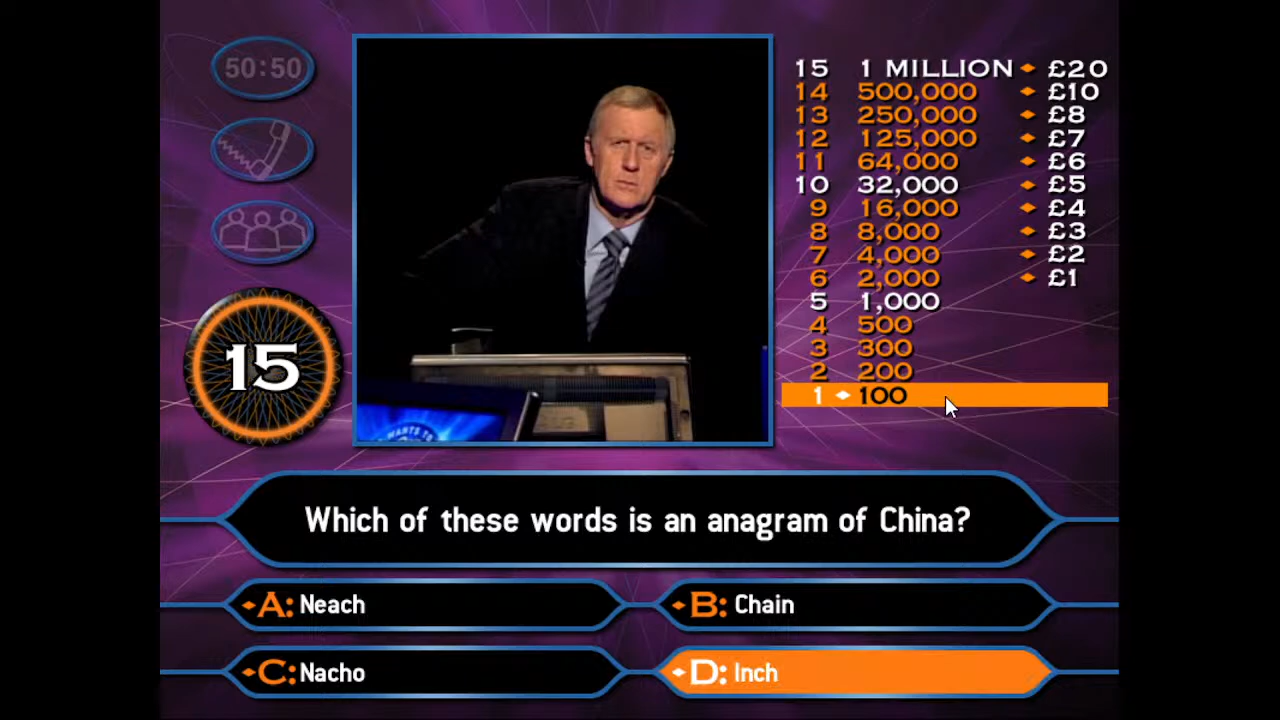 50:50
15
WANTS TO
15 1 MILLION £20
14 500,000 £10
13 250,000 £8
12 125,000 £7
11 64,000 £6
10 32,000 £5
9 16,000 £4
8 8,000 £3
7 4,000 £2
6 2,000 £1
5 1,000
4 500
3 300
2 200
1 100
Which of these words is an anagram of China?
A: Neach
B: Chain
C: Nacho
D: Inch